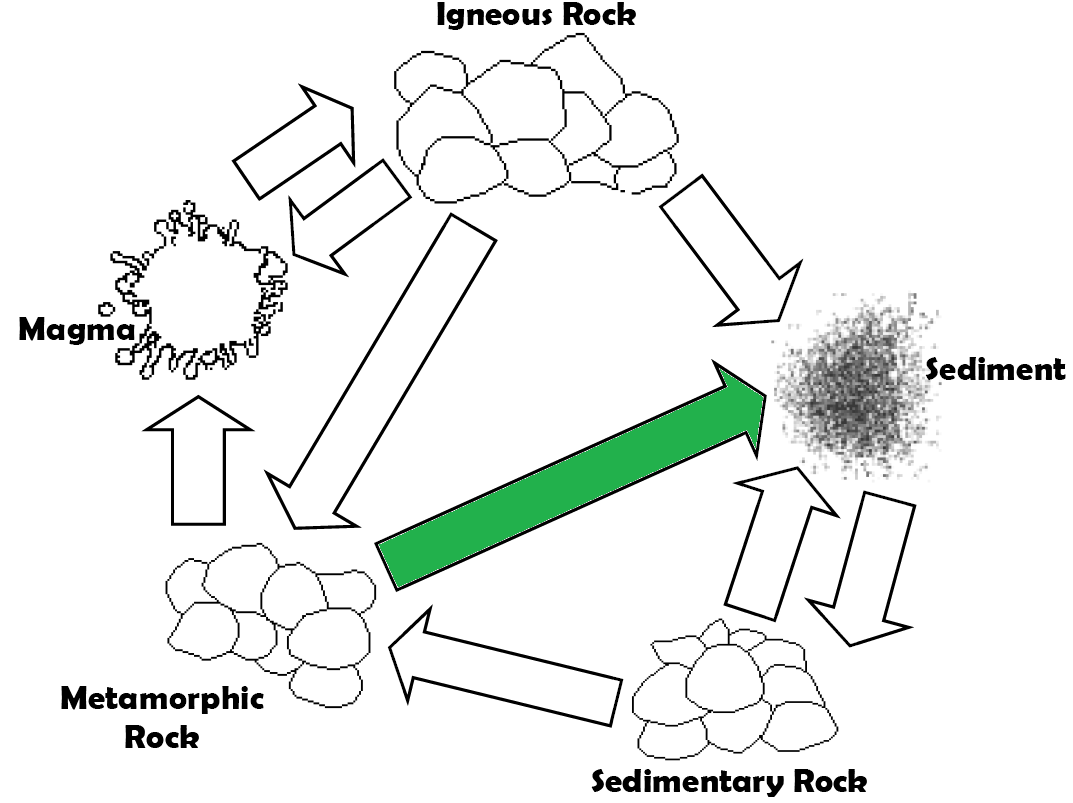 Igneous Rock
Magma
Sediment
Metamorphic
Rock
Sedimentary Rock